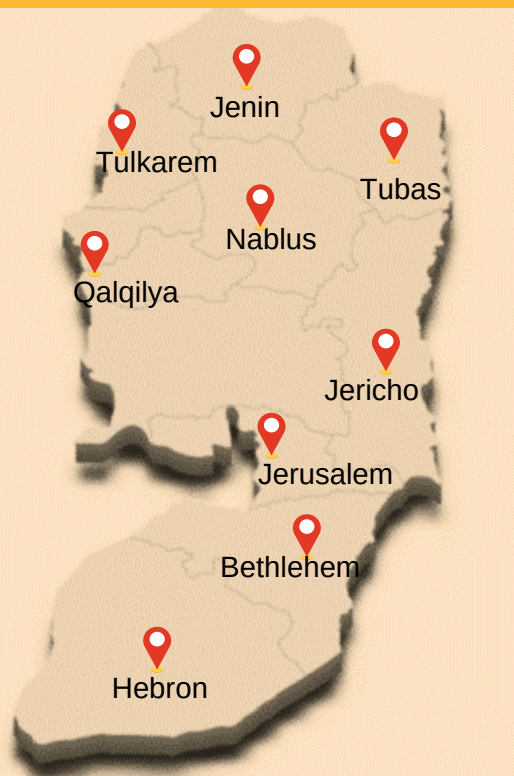 Jenin
Tulkarem
Tubas
Nablus
Qalqilya
Jericho
Jerusalem
Bethlehem
Hebron